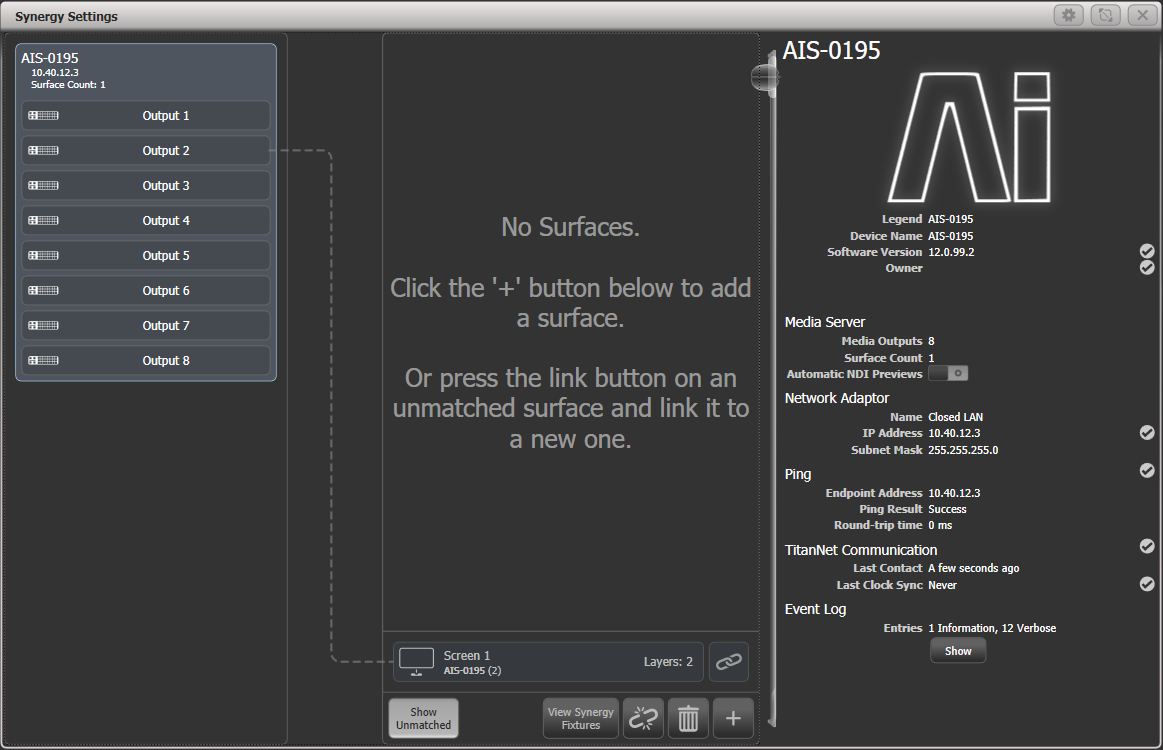 Synergy Settings
AIS-0195
10.40.12.3
Surface Count: 1
Output 1
Output 2
Output 3
Output 4
Output 5
Output 6
Output 7
Output 8
No Surfaces.
Click the '+' button below to add
a surface.
Or press the link button on an
unmatched surface and link it to
a new one.
Screen 1
AIS-0195 (2)
Layers: 2
Show
Unmatched
View Synergy
Fixtures
AIS-0195
Ai
Legend AIS-0195
Device Name AIS-0195
Software Version 12.0.99.2
Owner
Media Server
Media Outputs 8
Surface Count 1
Automatic NDI Previews
Network Adaptor
Name Closed LAN
IP Address 10.40.12.3
Subnet Mask 255.255.255.0
Ping
Endpoint Address 10.40.12.3
Ping Result Success
Round-trip time 0 ms
TitanNet Communication
Last Contact A few seconds ago
Last Clock Sync Never
Event Log
Entries 1 Information, 12 Verbose
Show